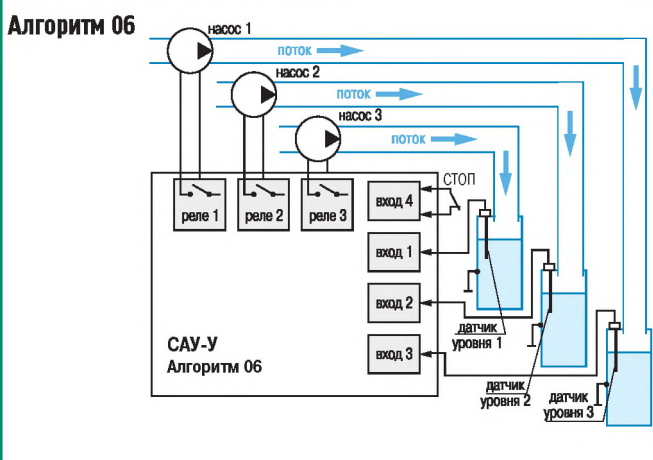 Алгоритм 06
насос 1
поток
насос 2
поток
насос 3
поток
СТОП
реле 1
реле 2
реле 3
вход 4
вход 1
вход 2
вход 3
САУ-У
Алгоритм 06
датчик
уровня 1
датчик
уровня 2
датчик
уровня 3